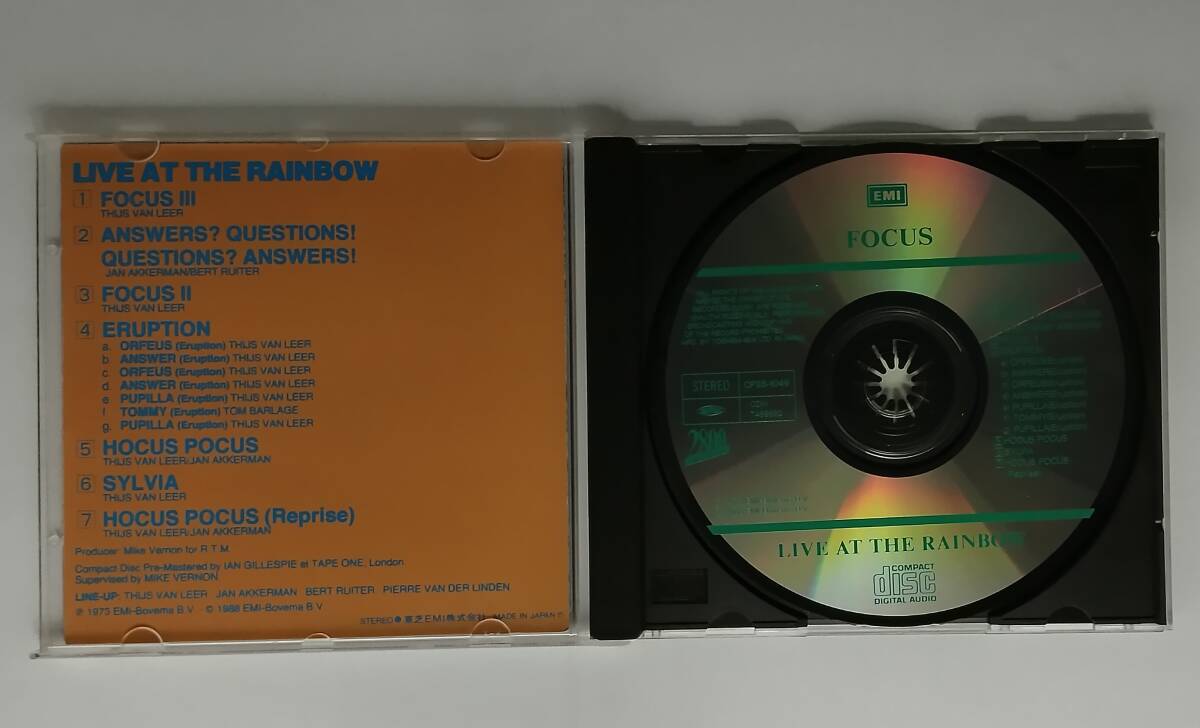 LIVE AT THE RAINBOW
1 FOCUS III
THIJS VAN LEER
2 ANSWERS? QUESTIONS!
QUESTIONS? ANSWERS!
JAN AKKERMAN/BERT RUITER
3 FOCUS II
THIJS VAN LEER
4 ERUPTION
a. ORFEUS (Eruption) THIJS VAN LEER
b. ANSWER (Eruption) THIJS VAN LEER
c. ORFEUS (Eruption) THIJS VAN LEER
d. ANSWER (Eruption) THIJS VAN LEER
e PUPILLA (Eruption) THIJS VAN LEER
f TOMMY (Eruption) TOM BARLAGE
g. PUPILLA (Eruption) THIJS VAN LEER
5 HOCUS POCUS
THIJS VAN LEER/JAN AKKERMAN
6 SYLVIA
THIJS VAN LEER
7 HOCUS POCUS (Reprise)
THIJS VAN LEER/JAN AKKERMAN
Producer: Mike Vernon for R.T.M.
Compact Disc Pre-Mastered by IAN GILLESPIE et TAPE ONE, London
Supervised by MIKE VERNON
LINE-UP: THIJS VAN LEER JAN AKKERMAN BERT RUITER PIERRE VAN DER LINDEN
℗ 1973 EMI-Bovema B.V. © 1988 EMI-Bovema B.V
STEREO ● 東芝EMI株式会社 MADE IN JAPAN
EMI
FOCUS
STEREO
2800
HOCUS POCUS
LIVE AT THE RAINBOW
COMPACT
disc
DIGITAL AUDIO